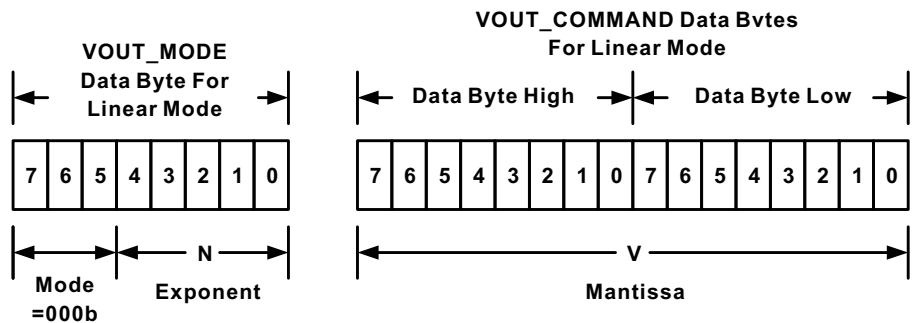 VOUT_MODE
Data Byte For
Linear Mode
7 6 5 4 3 2 1 0
N
Mode
=000b
Exponent
VOUT_COMMAND Data Bvtes
For Linear Mode
Data Byte High
Data Byte Low
7 6 5 4 3 2 1 0 7 6 5 4 3 2 1 0
V
Mantissa